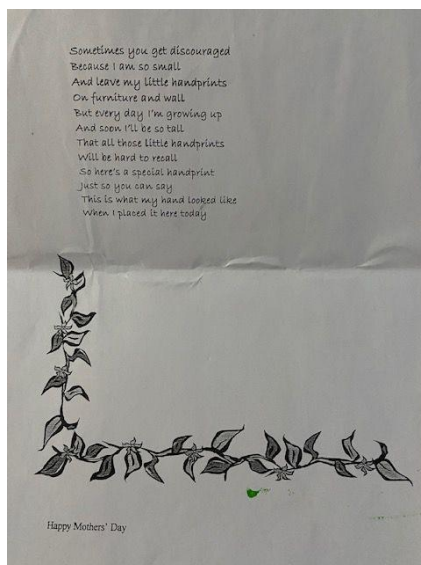 Sometimes you get discouraged
Because I am so small
And leave my little handprints
On furniture and wall
But every day I'm growing up
And soon I'll be so tall
That all those little handprints
Will be hard to recall
So here's a special handprint
Just so you can say
This is what my hand looked like
When I placed it here today
Happy Mothers' Day